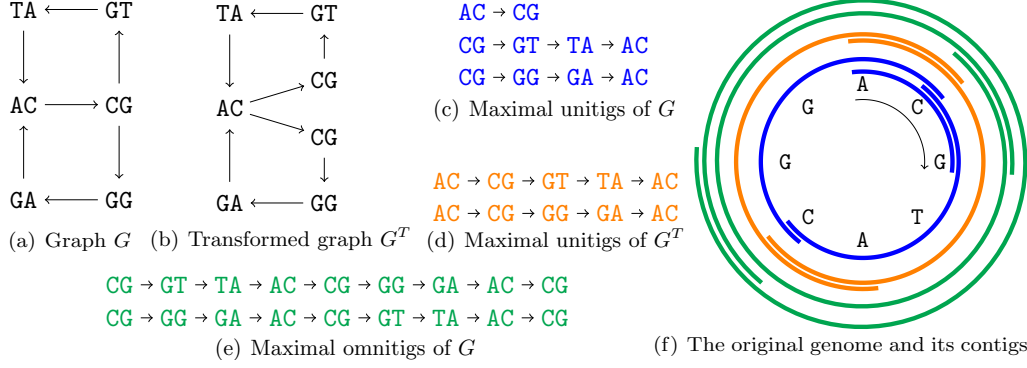 TA GT
AC CG
GA GG
(a) Graph G
TA GT
CG
AC
CG
GA GG
(b) Transformed graph G^T
AC → CG
CG → GT → TA → AC
CG → GG → GA → AC
(c) Maximal unitigs of G
AC → CG → GT → TA → AC
AC → CG → GG → GA → AC
(d) Maximal unitigs of G^T
CG → GT → TA → AC → CG → GG → GA → AC → CG
CG → GG → GA → AC → CG → GT → TA → AC → CG
(e) Maximal omnitigs of G
A
C
G
T
A
C
G
G
(f) The original genome and its contigs